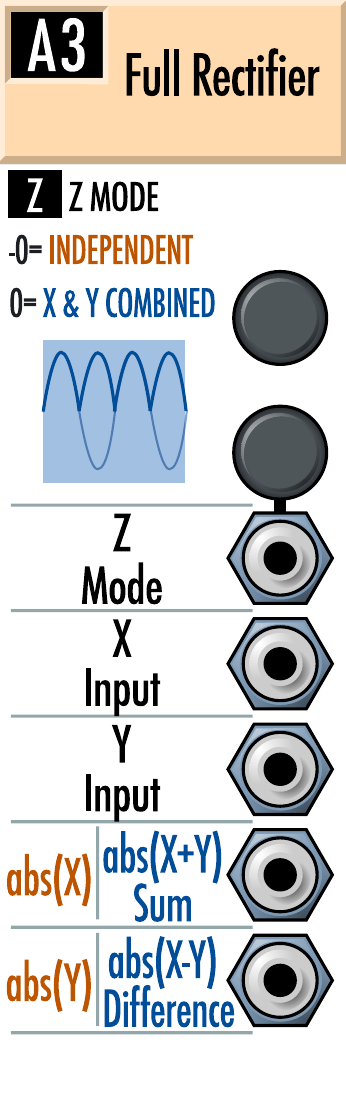 A3
Full Rectifier
Z Z MODE
-0= INDEPENDENT
0= X & Y COMBINED
Z
Mode
X
Input
Y
Input
abs(X)
abs(X+Y)
Sum
abs(Y)
abs(X-Y)
Difference